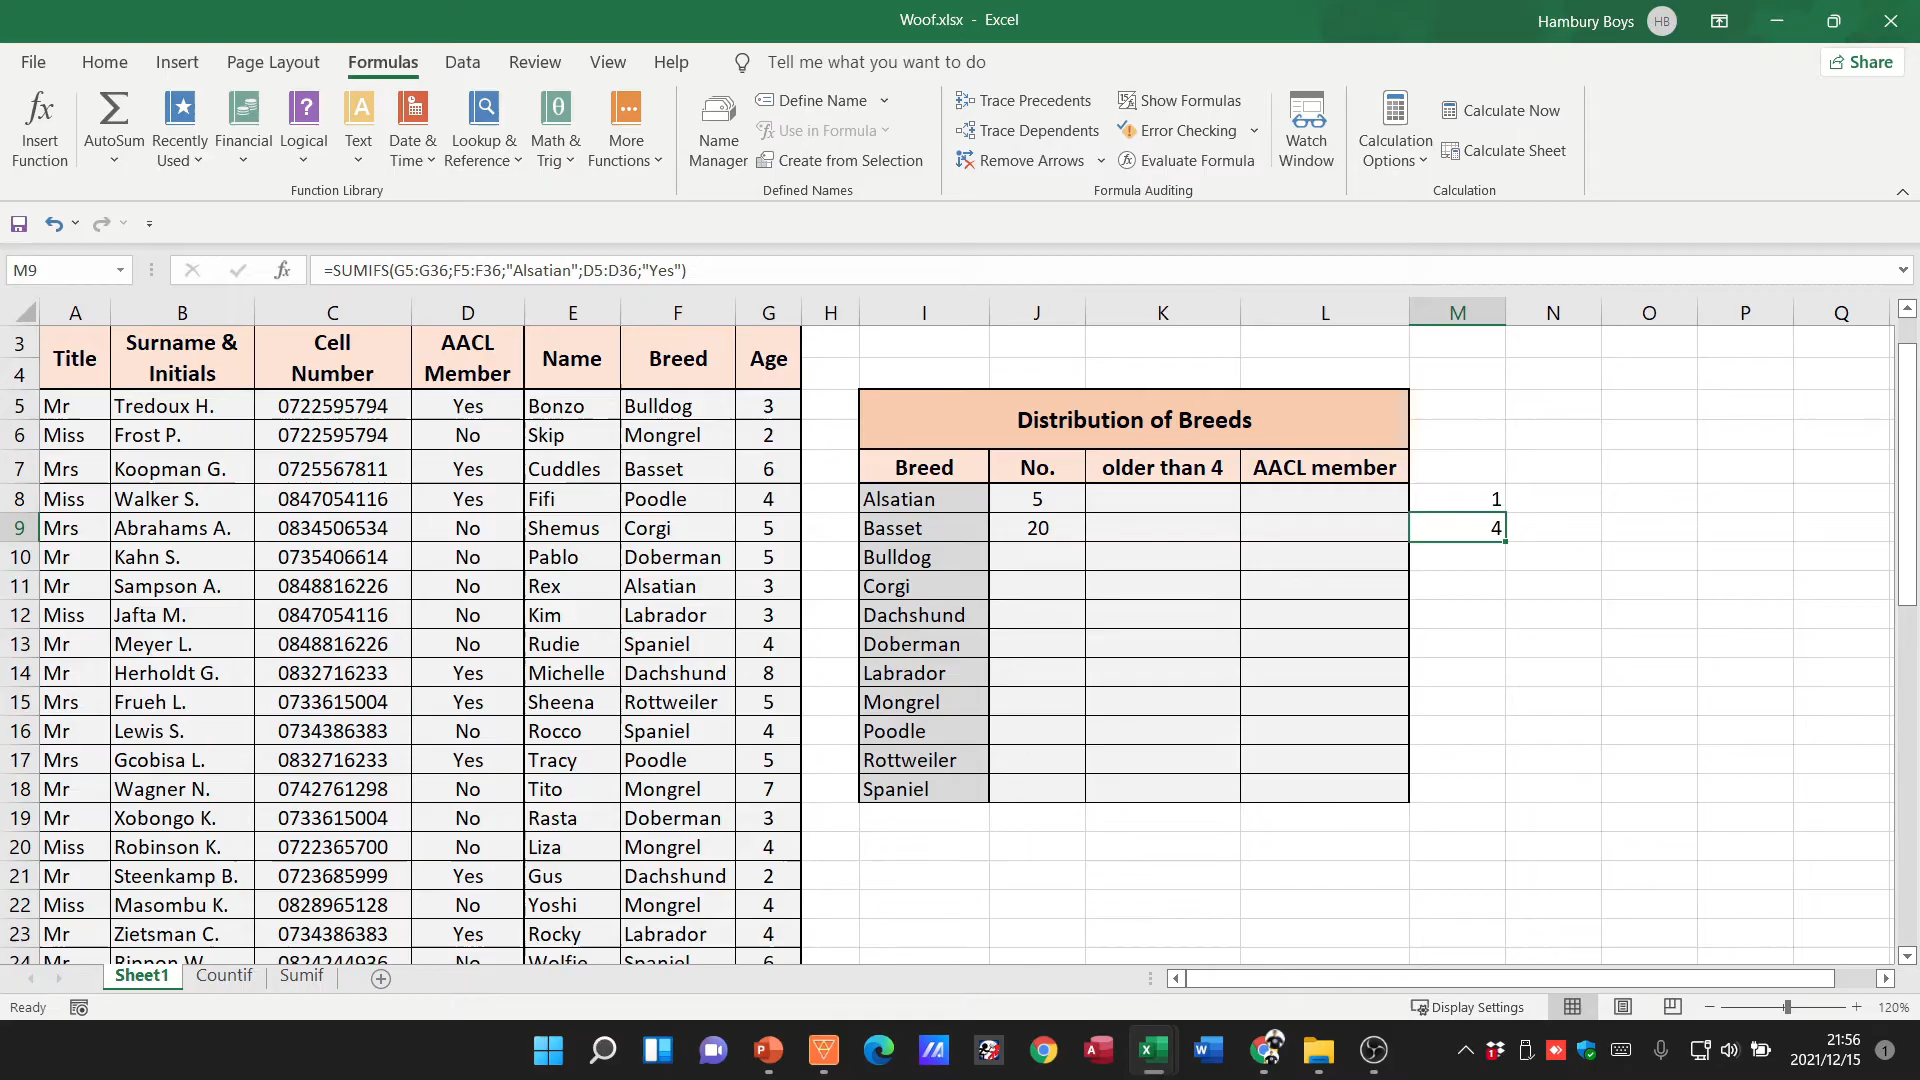 Woof.xlsx - Excel
Hambury Boys HB
File Home Insert Page Layout Formulas Data Review View Help Tell me what you want to do Share
Insert Function
AutoSum
Recently Used
Financial
Logical
Text
Date & Time
Lookup & Reference
Math & Trig
More Functions
Function Library
Name Manager
Define Name
Use in Formula
Create from Selection
Defined Names
Trace Precedents
Trace Dependents
Remove Arrows
Show Formulas
Error Checking
Evaluate Formula
Formula Auditing
Watch Window
Calculation Options
Calculate Now
Calculate Sheet
Calculation
M9 fx =SUMIFS(G5:G36;F5:F36;"Alsatian";D5:D36;"Yes")
A B C D E F G H I J K L M N O P Q
3 4 Title Surname & Initials Cell Number AACL Member Name Breed Age
5 Mr Tredoux H. 0722595794 Yes Bonzo Bulldog 3
Distribution of Breeds
6 Miss Frost P. 0722595794 No Skip Mongrel 2
7 Mrs Koopman G. 0725567811 Yes Cuddles Basset 6 Breed No. older than 4 AACL member
8 Miss Walker S. 0847054116 Yes Fifi Poodle 4 Alsatian 5 1
9 Mrs Abrahams A. 0834506534 No Shemus Corgi 5 Basset 20 4
10 Mr Kahn S. 0735406614 No Pablo Doberman 5 Bulldog
11 Mr Sampson A. 0848816226 No Rex Alsatian 3 Corgi
12 Miss Jafta M. 0847054116 No Kim Labrador 3 Dachshund
13 Mr Meyer L. 0848816226 No Rudie Spaniel 4 Doberman
14 Mr Herholdt G. 0832716233 Yes Michelle Dachshund 8 Labrador
15 Mrs Frueh L. 0733615004 Yes Sheena Rottweiler 5 Mongrel
16 Mr Lewis S. 0734386383 No Rocco Spaniel 4 Poodle
17 Mrs Gcobisa L. 0832716233 Yes Tracy Poodle 5 Rottweiler
18 Mr Wagner N. 0742761298 No Tito Mongrel 7 Spaniel
19 Mr Xobongo K. 0733615004 No Rasta Doberman 3
20 Miss Robinson K. 0722365700 No Liza Mongrel 4
21 Mr Steenkamp B. 0723685999 Yes Gus Dachshund 2
22 Miss Masombu K. 0828965128 No Yoshi Mongrel 4
23 Mr Zietsman C. 0734386383 Yes Rocky Labrador 4
24 Mr 0824244936 No Wolfie Spaniel 6
Sheet1 Countif Sumif
Ready Display Settings 120%
21:56
2021/12/15